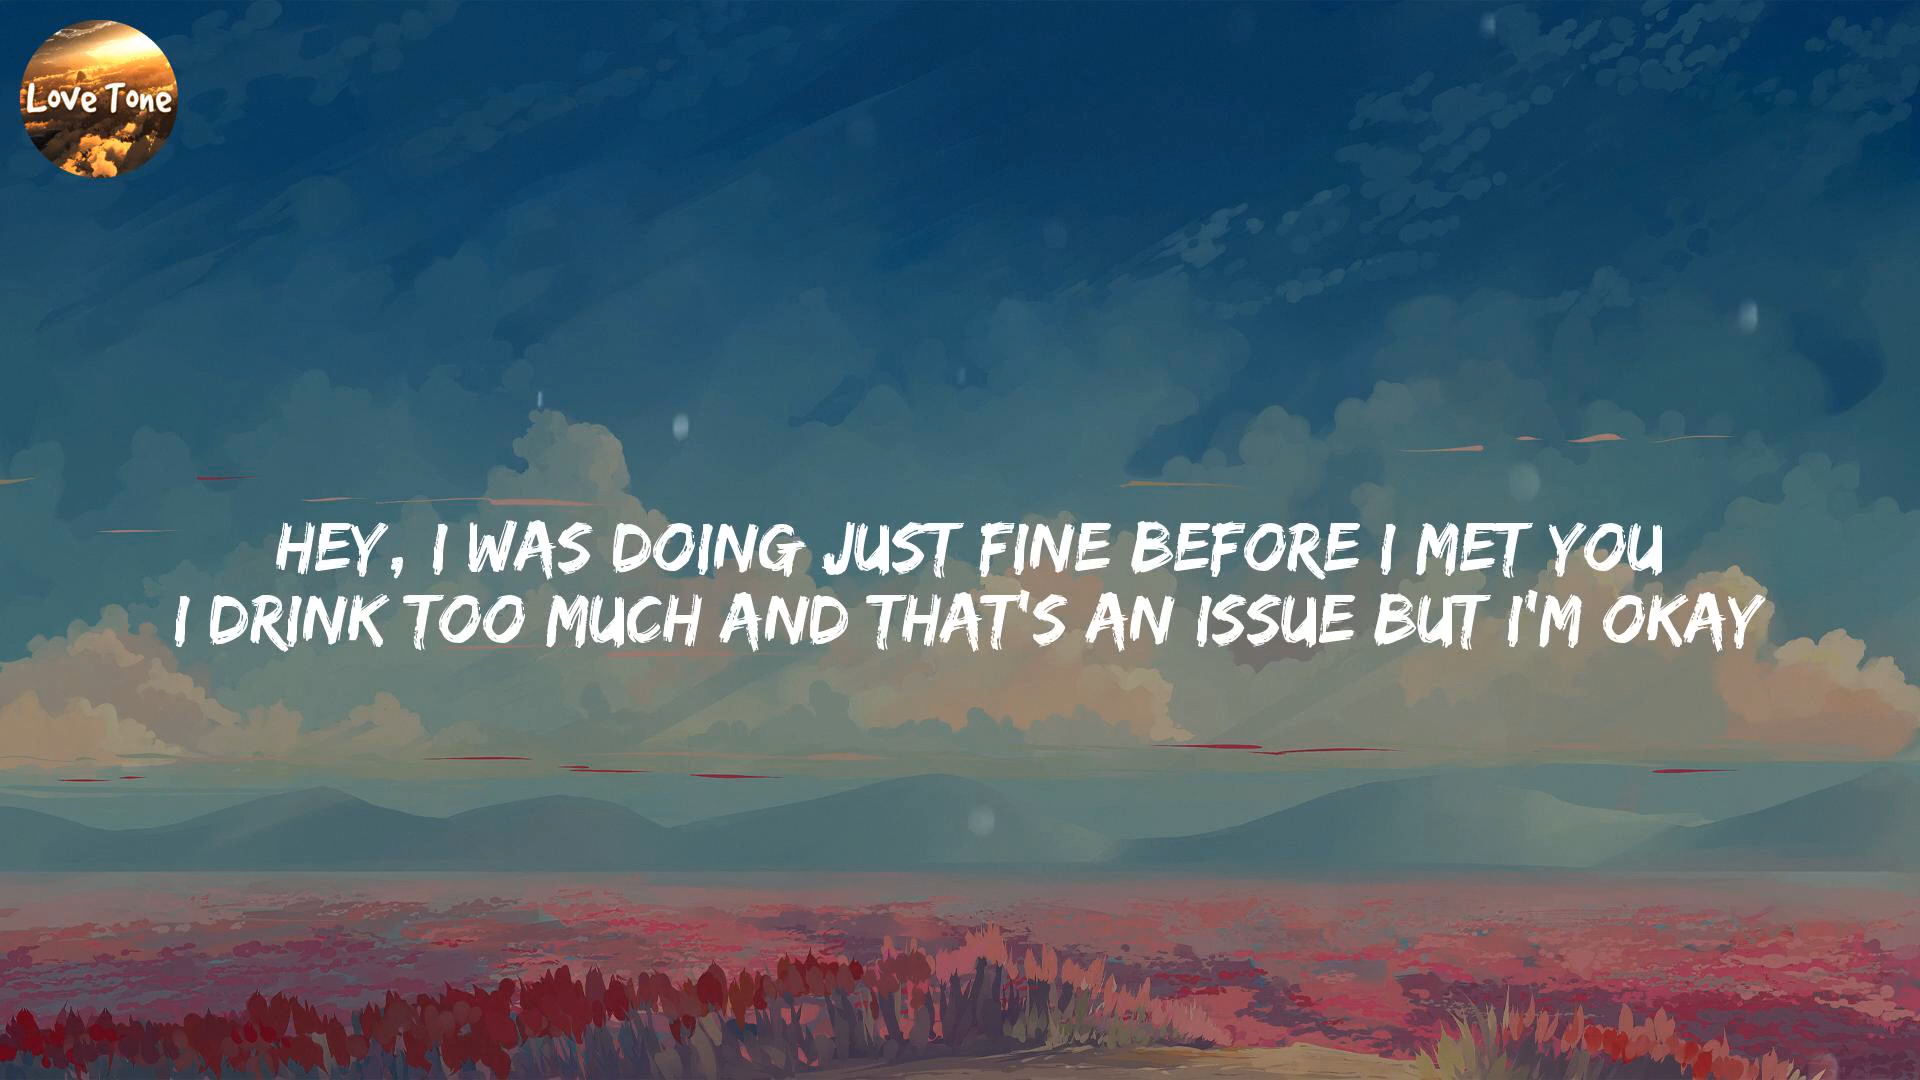 Love Tone
HEY, I WAS DOING JUST FINE BEFORE I MET YOU
I DRINK TOO MUCH AND THAT'S AN ISSUE BUT I'M OKAY